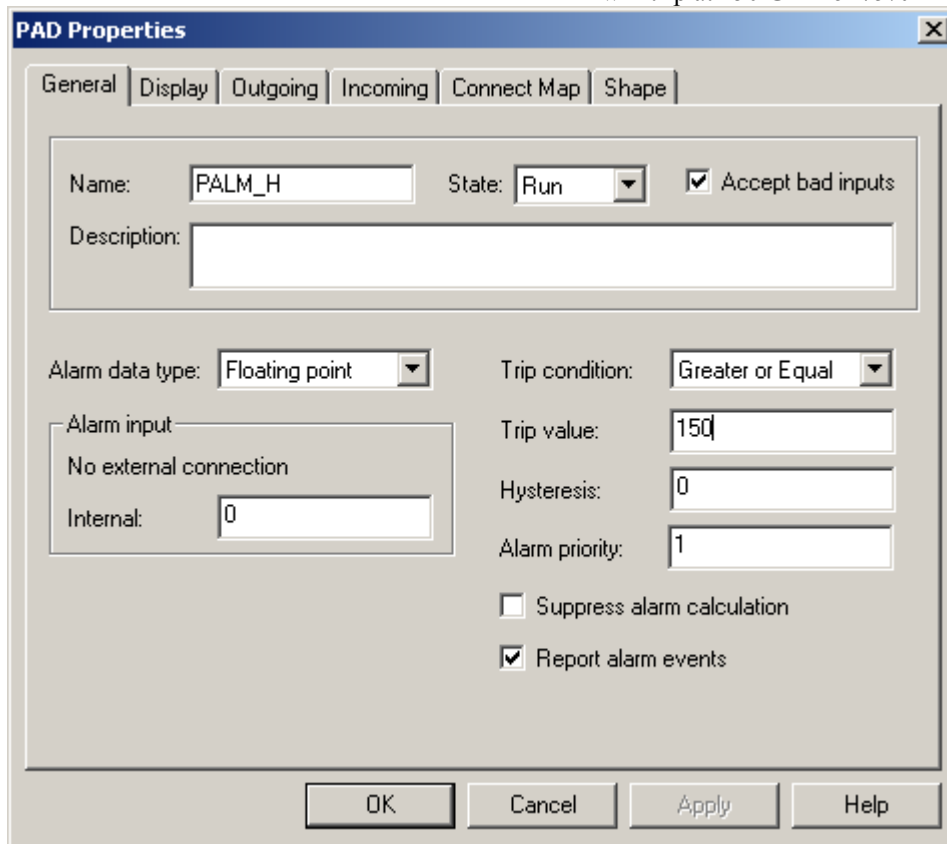 PAD Properties
General Display Outgoing Incoming Connect Map Shape
Name: PALM_H State: Run Accept bad inputs
Description:
Alarm data type: Floating point Trip condition: Greater or Equal
Alarm input Trip value: 150
No external connection
Internal: 0 Hysteresis: 0
Alarm priority: 1
Suppress alarm calculation
Report alarm events
OK Cancel Apply Help